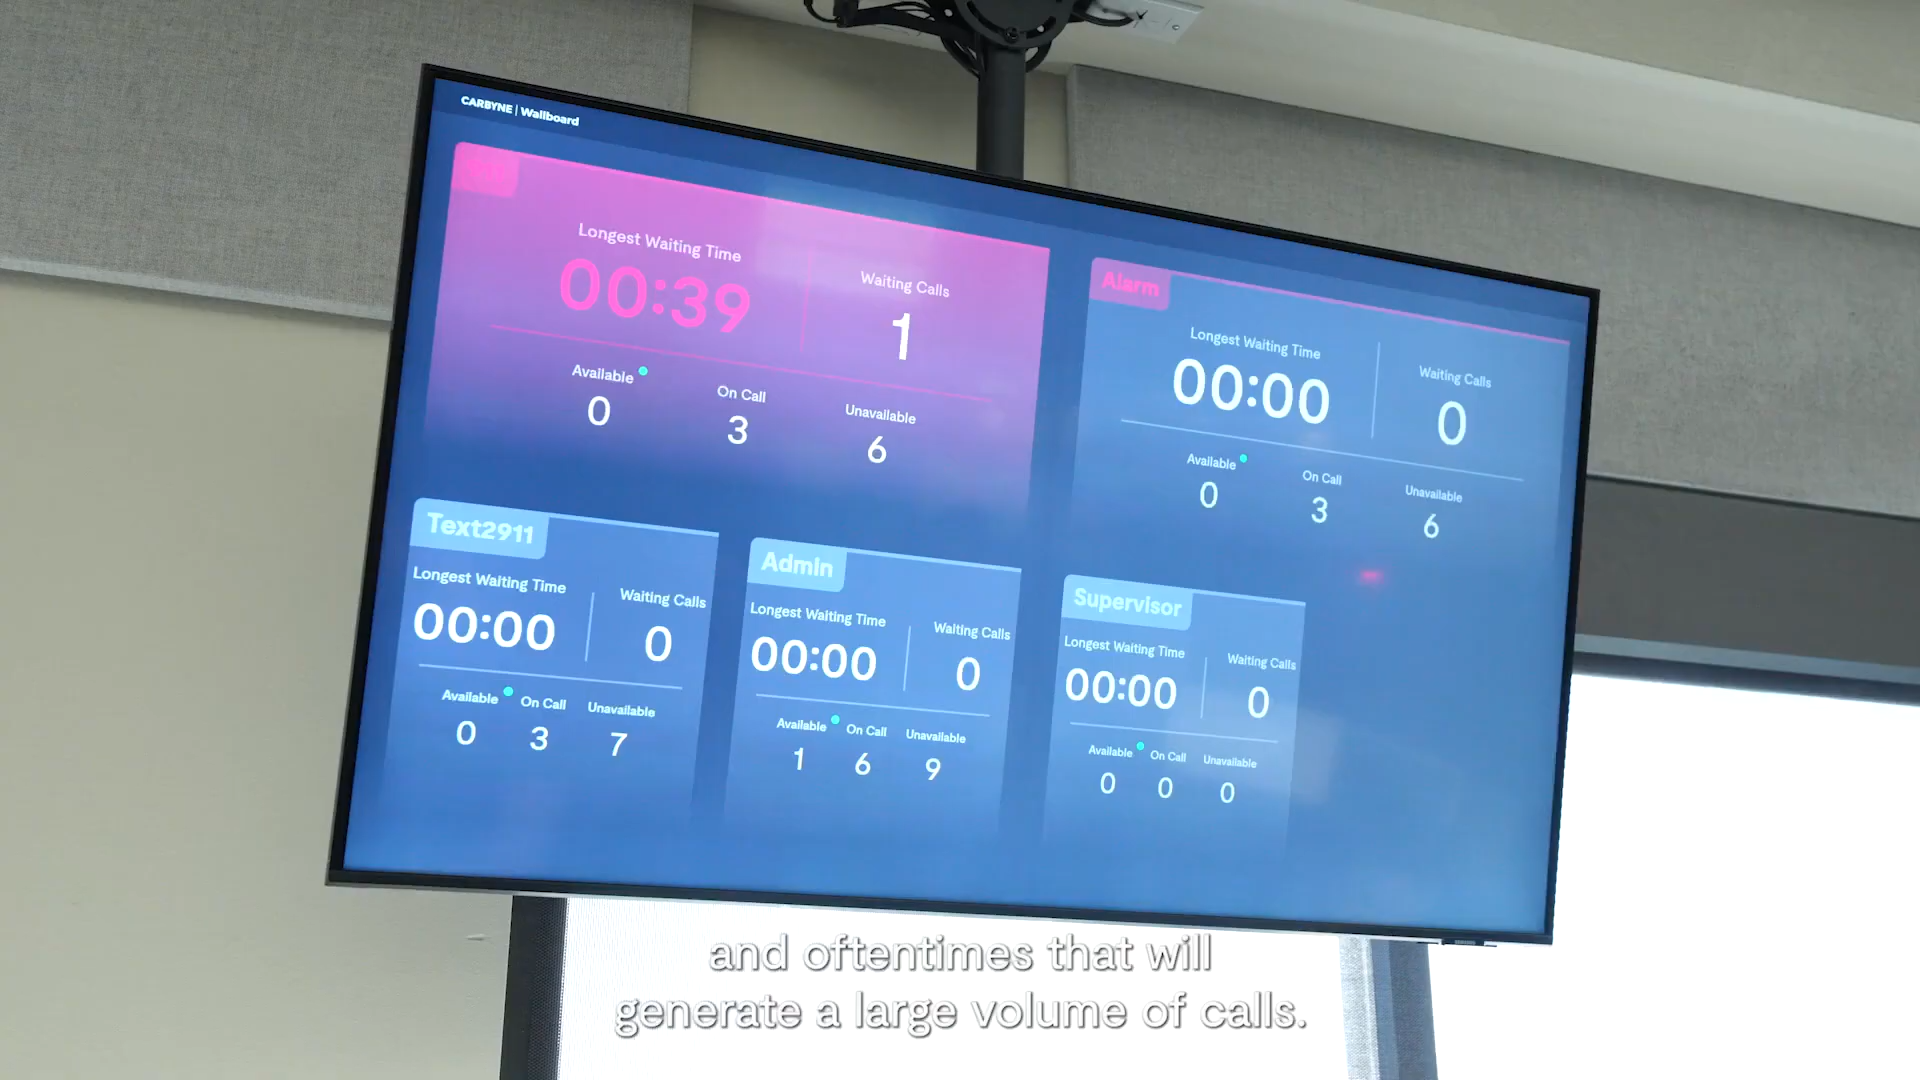 CARBYNE | Wallboard
Longest Waiting Time
00:39
Waiting Calls
1
Available
0
On Call
3
Unavailable
6
Alarm
Longest Waiting Time
00:00
Waiting Calls
0
Available
0
On Call
3
Unavailable
6
Text2911
Longest Waiting Time
00:00
Waiting Calls
0
Available
0
On Call
3
Unavailable
7
Admin
Longest Waiting Time
00:00
Waiting Calls
0
Available
1
On Call
6
Unavailable
9
Supervisor
Longest Waiting Time
00:00
Waiting Calls
0
Available
0
On Call
0
Unavailable
0
and oftentimes that will
generate a large volume of calls.